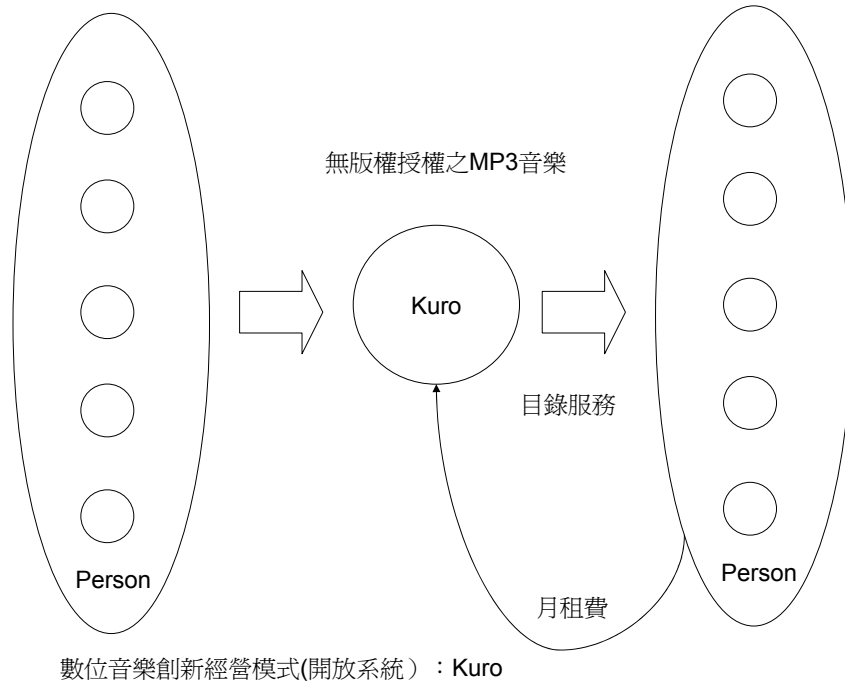 無版權授權之MP3音樂
Kuro
目錄服務
Person
Person
月租費
數位音樂創新經營模式(開放系統）：Kuro